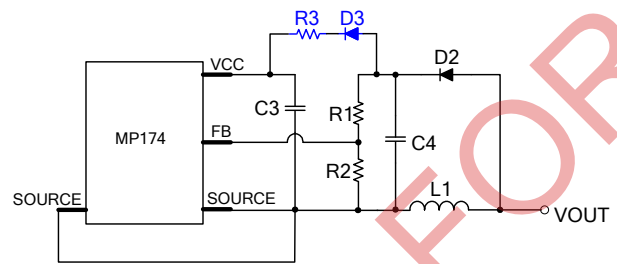 R3 D3
VCC
D2
C3
R1
MP174
FB
C4
R2
SOURCE
SOURCE
L1
VOUT
FOR